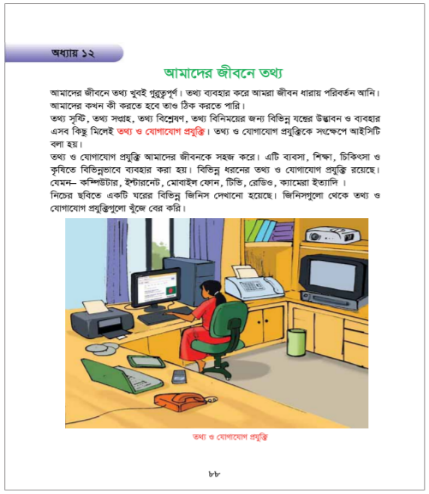 অধ্যায় ১২
আমাদের জীবনে তথ্য
আমাদের জীবনে তথ্য খুবই গুরুত্বপূর্ণ। তথ্য ব্যবহার করে আমরা জীবন ধারায় পরিবর্তন আনি।
আমাদের কখন কী করতে হবে তাও ঠিক করতে পারি।
তথ্য সৃষ্টি, তথ্য সংগ্রহ, তথ্য বিশ্লেষণ, তথ্য বিনিময়ের জন্য বিভিন্ন যন্ত্রের উদ্ভাবন ও ব্যবহার
এসব কিছু মিলেই তথ্য ও যোগাযোগ প্রযুক্তি। তথ্য ও যোগাযোগ প্রযুক্তিকে সংক্ষেপে আইসিটি
বলা হয়।
তথ্য ও যোগাযোগ প্রযুক্তি আমাদের জীবনকে সহজ করে। এটি ব্যবসা, শিক্ষা, চিকিৎসা ও
কৃষিতে বিভিন্নভাবে ব্যবহার করা হয়। বিভিন্ন ধরনের তথ্য ও যোগাযোগ প্রযুক্তি রয়েছে।
যেমন– কম্পিউটার, ইন্টারনেট, মোবাইল ফোন, টিভি, রেডিও, ক্যামেরা ইত্যাদি ।
নিচের ছবিতে একটি ঘরের বিভিন্ন জিনিস দেখানো হয়েছে। জিনিসগুলো থেকে তথ্য ও
যোগাযোগ প্রযুক্তিগুলো খুঁজে বের করি।
তথ্য ও যোগাযোগ প্রযুক্তি
৮৮